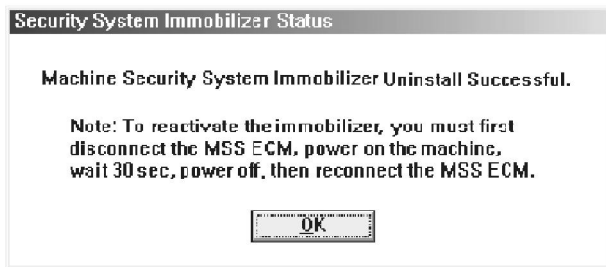 Security System Immobilizer Status
Machine Security System Immobilizer Uninstall Successful.
Note: To reactivate the immobilizer, you must first
disconnect the MSS ECM, power on the machine,
wait 30 sec, power off, then reconnect the MSS ECM.
OK